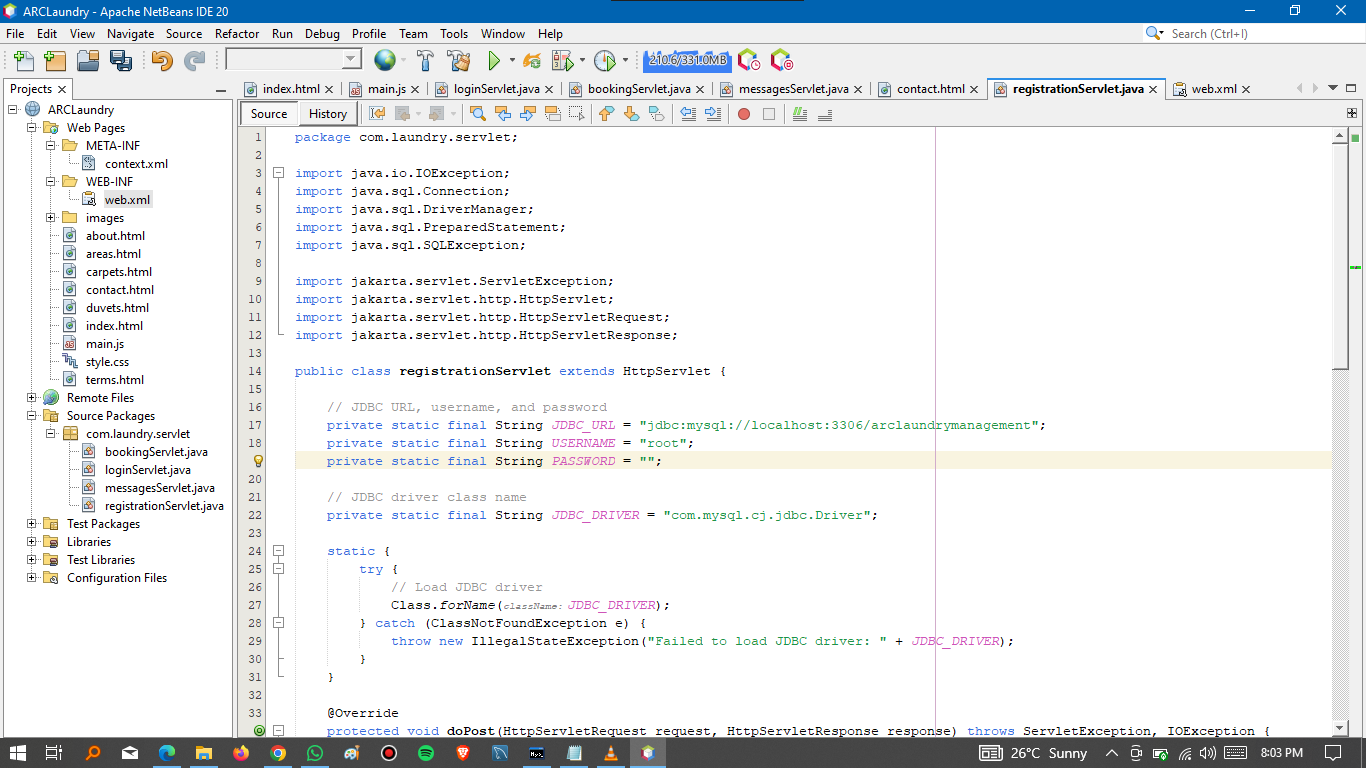 ARCLaundry - Apache NetBeans IDE 20
File Edit View Navigate Source Refactor Run Debug Profile Team Tools Window Help
Search (Ctrl+I)
210.6/331.0MB
Projects
index.html main.js loginServlet.java bookingServlet.java messagesServlet.java contact.html registrationServlet.java web.xml
Source History
ARCLaundry
Web Pages
META-INF
context.xml
WEB-INF
web.xml
images
about.html
areas.html
carpets.html
contact.html
duvets.html
index.html
main.js
style.css
terms.html
Remote Files
Source Packages
com.laundry.servlet
bookingServlet.java
loginServlet.java
messagesServlet.java
registrationServlet.java
Test Packages
Libraries
Test Libraries
Configuration Files
1 package com.laundry.servlet;
2
3 import java.io.IOException;
4 import java.sql.Connection;
5 import java.sql.DriverManager;
6 import java.sql.PreparedStatement;
7 import java.sql.SQLException;
8
9 import jakarta.servlet.ServletException;
10 import jakarta.servlet.http.HttpServlet;
11 import jakarta.servlet.http.HttpServletRequest;
12 import jakarta.servlet.http.HttpServletResponse;
13
14 public class registrationServlet extends HttpServlet {
15
16 // JDBC URL, username, and password
17 private static final String JDBC_URL = "jdbc:mysql://localhost:3306/arclaundrymanagement";
18 private static final String USERNAME = "root";
private static final String PASSWORD = "";
20
21 // JDBC driver class name
22 private static final String JDBC_DRIVER = "com.mysql.cj.jdbc.Driver";
23
24 static {
25 try {
26 // Load JDBC driver
27 Class.forName(className: JDBC_DRIVER);
28 } catch (ClassNotFoundException e) {
29 throw new IllegalStateException("Failed to load JDBC driver: " + JDBC_DRIVER);
30 }
31 }
32
33 @Override
protected void doPost(HttpServletRequest request, HttpServletResponse response) throws ServletException, IOException {
26°C Sunny
8:03 PM